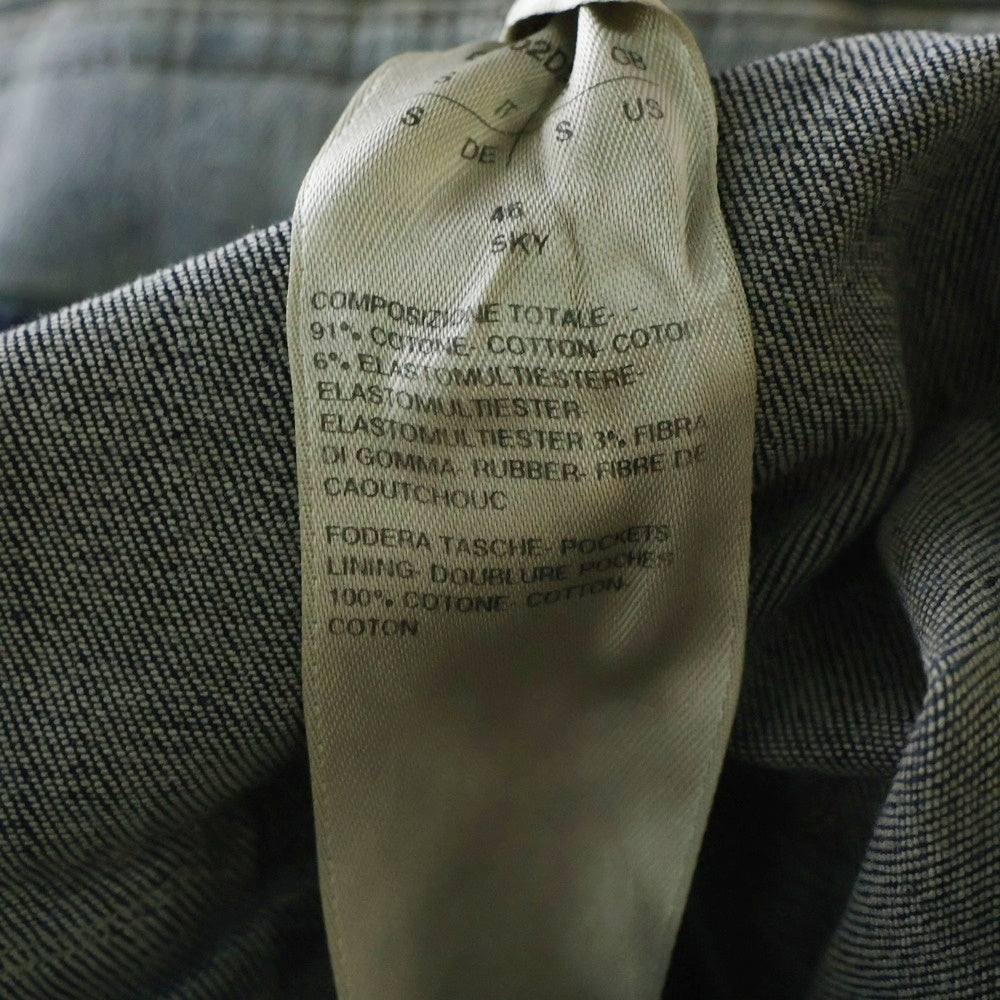 GB
S IT S US
DE
46
SKY
COMPOSIZIONE TOTALE-
91% COTONE- COTTON- COTON
6% ELASTOMULTIESTERE-
ELASTOMULTIESTER-
ELASTOMULTIESTER 3% FIBRA
DI GOMMA- RUBBER- FIBRE DE
CAOUTCHOUC
FODERA TASCHE- POCKETS
LINING- DOUBLURE POCHES-
100% COTONE- COTTON-
COTON